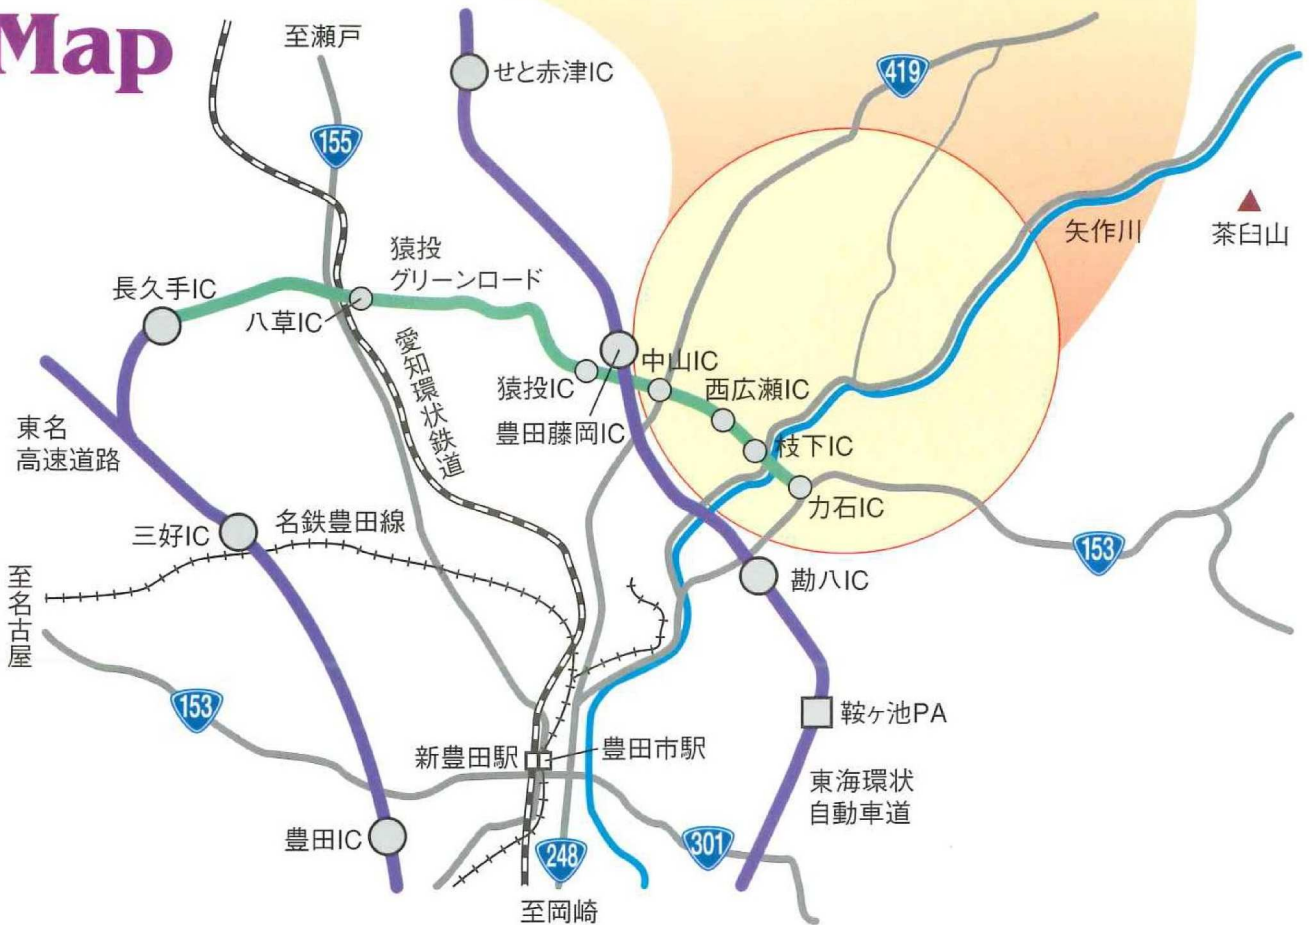 Map
至瀬戸
せと赤津IC
419
155
矢作川
茶臼山
猿投
グリーンロード
長久手IC
八草IC
愛知環状鉄道
中山IC
猿投IC
西広瀬IC
豊田藤岡IC
東名
高速道路
枝下IC
力石IC
三好IC
名鉄豊田線
153
勘八IC
至名古屋
153
鞍ヶ池PA
新豊田駅
豊田市駅
東海環状
自動車道
豊田IC
248
301
至岡崎